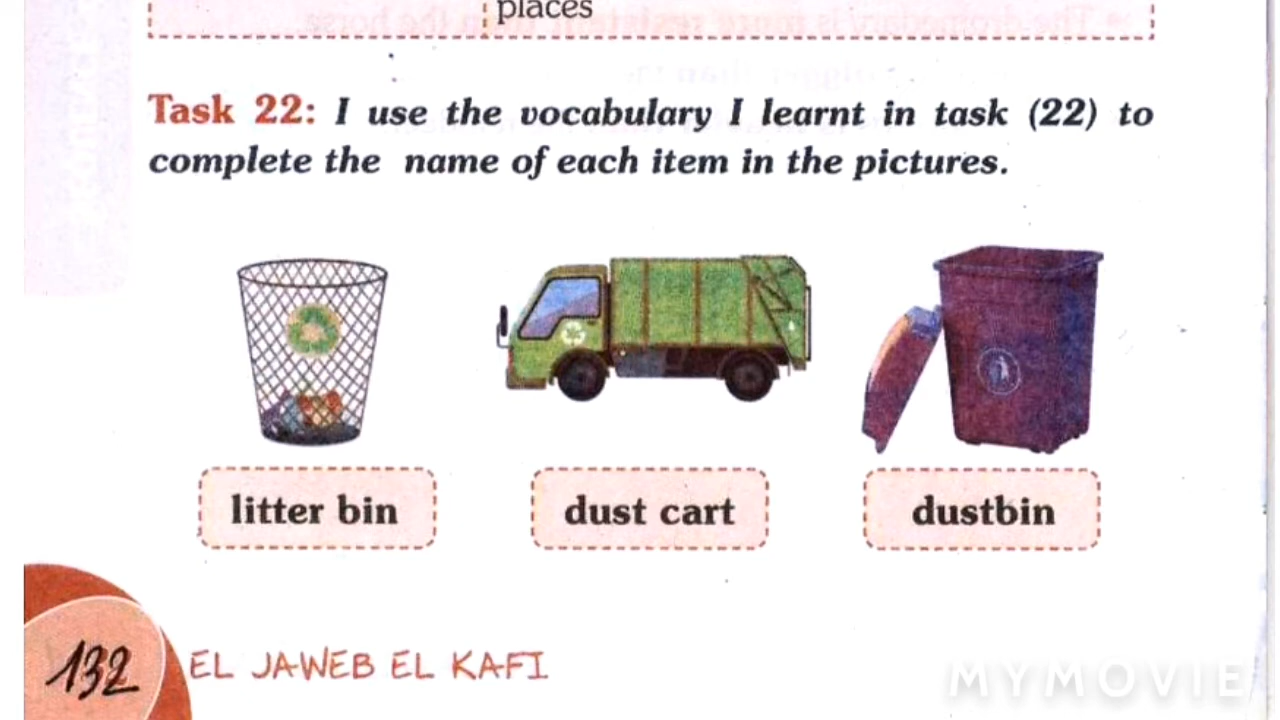 places
Task 22: I use the vocabulary I learnt in task (22) to
complete the name of each item in the pictures.
litter bin
dust cart
dustbin
132
EL JAWEB EL KAFI
MYMOVIE